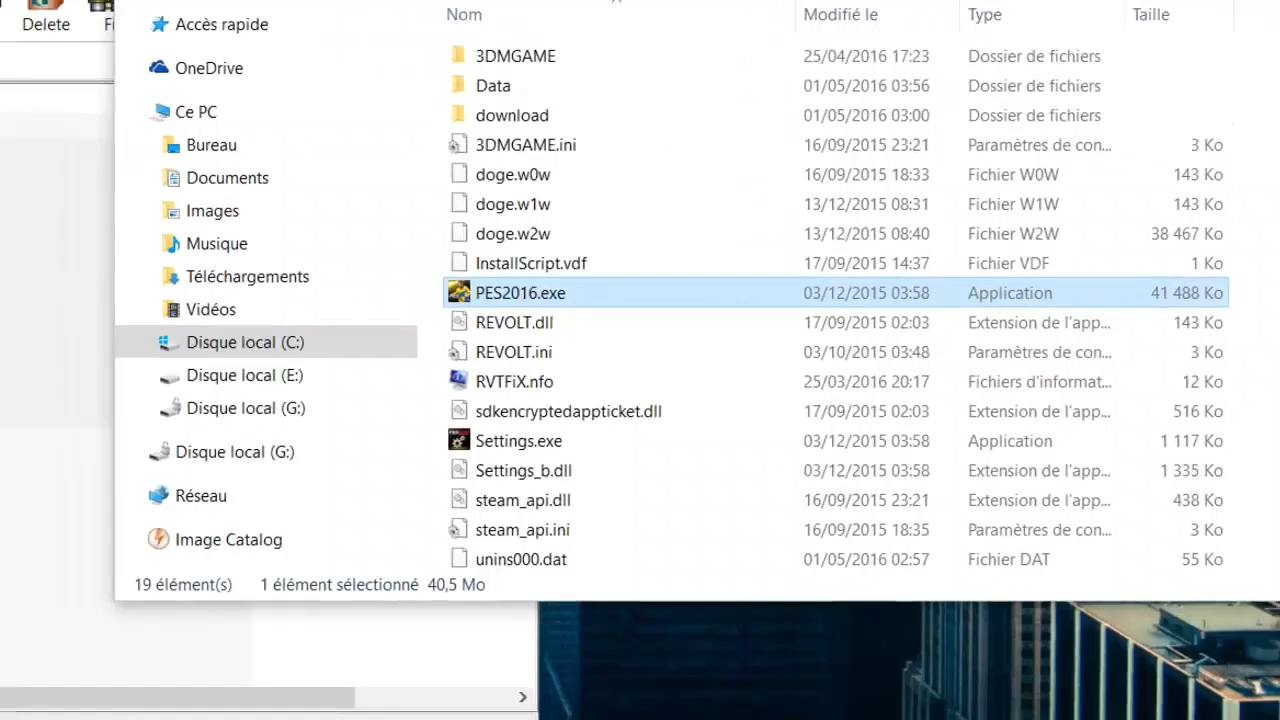 Delete
Accès rapide
OneDrive
Ce PC
Bureau
Documents
Images
Musique
Téléchargements
Vidéos
Disque local (C:)
Disque local (E:)
Disque local (G:)
Disque local (G:)
Réseau
Image Catalog
Nom Modifié le Type Taille
3DMGAME 25/04/2016 17:23 Dossier de fichiers
Data 01/05/2016 03:56 Dossier de fichiers
download 01/05/2016 03:00 Dossier de fichiers
3DMGAME.ini 16/09/2015 23:21 Paramètres de con... 3 Ko
doge.w0w 16/09/2015 18:33 Fichier W0W 143 Ko
doge.w1w 13/12/2015 08:31 Fichier W1W 143 Ko
doge.w2w 13/12/2015 08:40 Fichier W2W 38 467 Ko
InstallScript.vdf 17/09/2015 14:37 Fichier VDF 1 Ko
PES2016.exe 03/12/2015 03:58 Application 41 488 Ko
REVOLT.dll 17/09/2015 02:03 Extension de l'app... 143 Ko
REVOLT.ini 03/10/2015 03:48 Paramètres de con... 3 Ko
RVTFiX.nfo 25/03/2016 20:17 Fichiers d'informat... 12 Ko
sdkencryptedappticket.dll 17/09/2015 02:03 Extension de l'app... 516 Ko
Settings.exe 03/12/2015 03:58 Application 1 117 Ko
Settings_b.dll 03/12/2015 03:58 Extension de l'app... 1 335 Ko
steam_api.dll 16/09/2015 23:21 Extension de l'app... 438 Ko
steam_api.ini 16/09/2015 18:35 Paramètres de con... 3 Ko
unins000.dat 01/05/2016 02:57 Fichier DAT 55 Ko
19 élément(s) 1 élément sélectionné 40,5 Mo